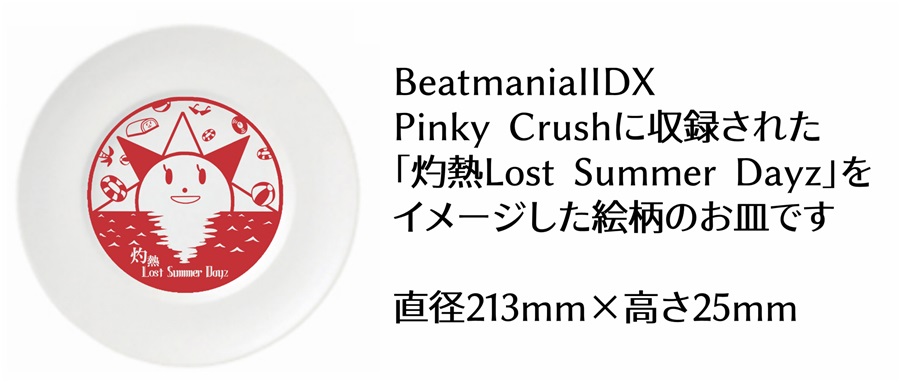 BeatmaniaIIDX
Pinky Crushに収録された
「灼熱Lost Summer Dayz」を
イメージした絵柄のお皿です
直径213mm×高さ25mm
灼熱
Lost Summer Dayz